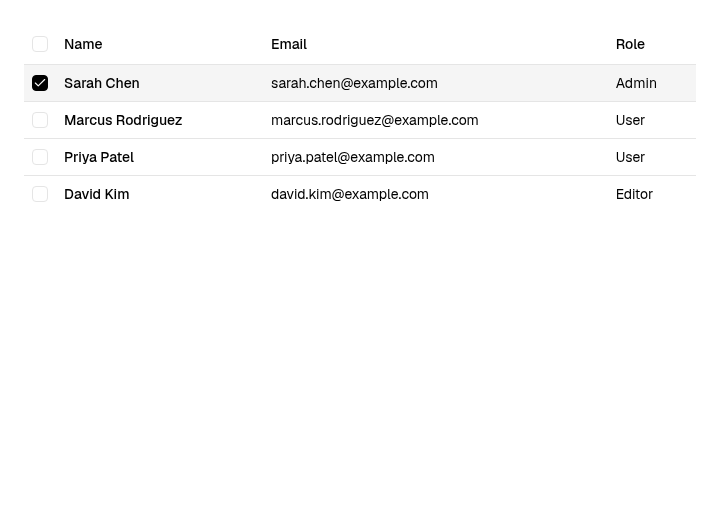 Name Email Role
Sarah Chen sarah.chen@example.com Admin
Marcus Rodriguez marcus.rodriguez@example.com User
Priya Patel priya.patel@example.com User
David Kim david.kim@example.com Editor